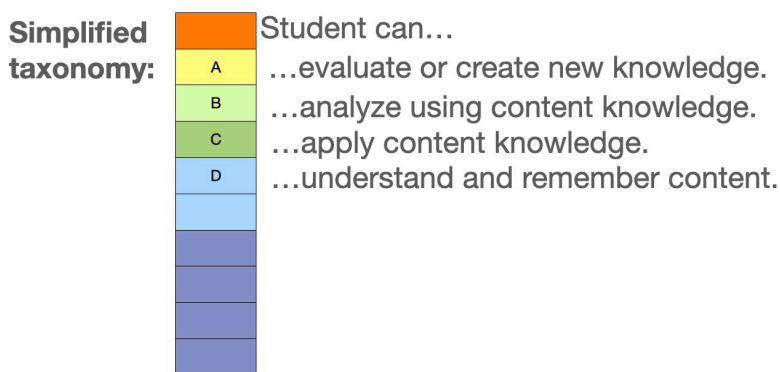 Simplified taxonomy:
Student can…
A …evaluate or create new knowledge.
B …analyze using content knowledge.
C …apply content knowledge.
D …understand and remember content.